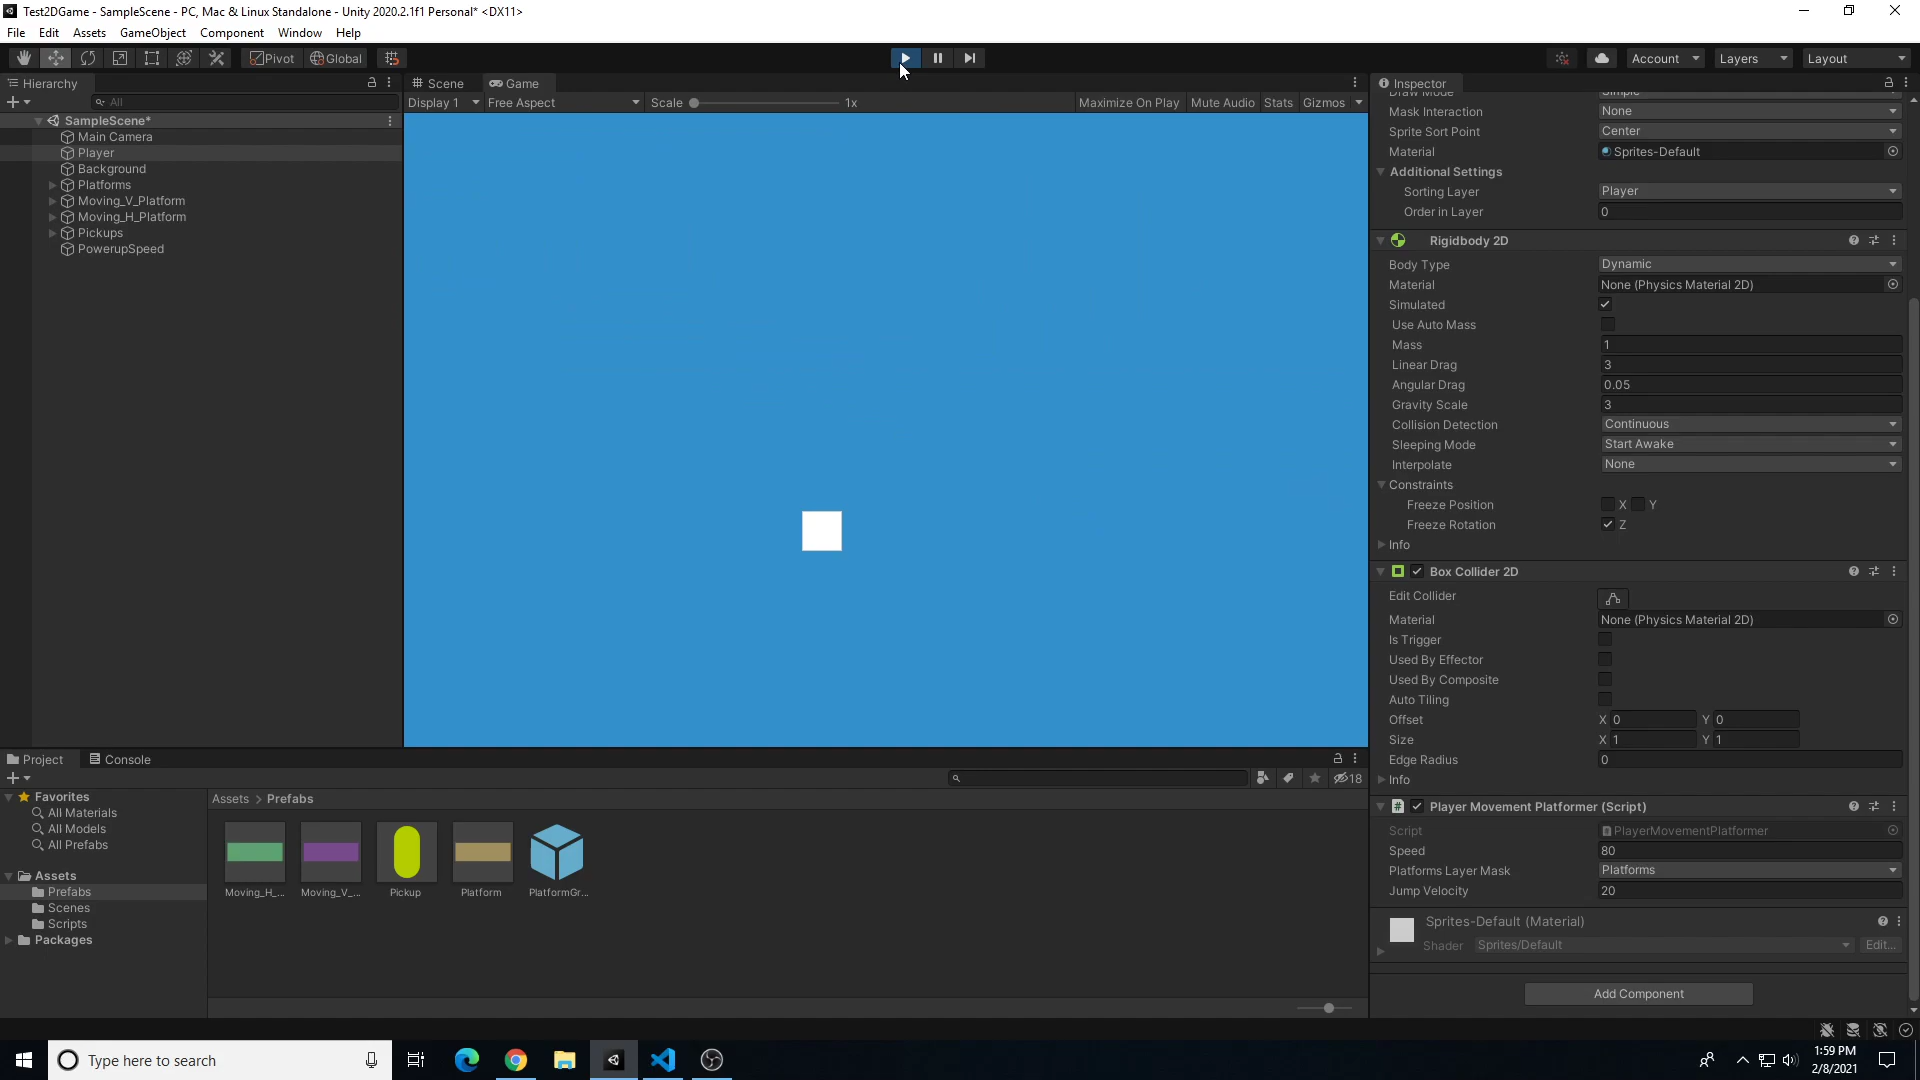 Test2DGame - SampleScene - PC, Mac & Linux Standalone - Unity 2020.2.1f1 Personal* <DX11>
File Edit Assets GameObject Component Window Help
Pivot Global
Account Layers Layout
Hierarchy
All
SampleScene*
Main Camera
Player
Background
Platforms
Moving_V_Platform
Moving_H_Platform
Pickups
PowerupSpeed
Scene Game
Display 1 Free Aspect Scale 1x Maximize On Play Mute Audio Stats Gizmos
Inspector
Draw Mode Simple
Mask Interaction None
Sprite Sort Point Center
Material Sprites-Default
Additional Settings
Sorting Layer Player
Order in Layer 0
Rigidbody 2D
Body Type Dynamic
Material None (Physics Material 2D)
Simulated
Use Auto Mass
Mass 1
Linear Drag 3
Angular Drag 0.05
Gravity Scale 3
Collision Detection Continuous
Sleeping Mode Start Awake
Interpolate None
Constraints
Freeze Position X Y
Freeze Rotation Z
Info
Box Collider 2D
Edit Collider
Material None (Physics Material 2D)
Is Trigger
Used By Effector
Used By Composite
Auto Tiling
Offset X 0 Y 0
Size X 1 Y 1
Edge Radius 0
Info
# Player Movement Platformer (Script)
Script PlayerMovementPlatformer
Speed 80
Platforms Layer Mask Platforms
Jump Velocity 20
Sprites-Default (Material)
Shader Sprites/Default Edit...
Add Component
Project Console
18
Favorites
All Materials
All Models
All Prefabs
Assets
Prefabs
Scenes
Scripts
Packages
Assets > Prefabs
Moving_H_... Moving_V_... Pickup Platform PlatformGr...
Type here to search
1:59 PM
2/8/2021